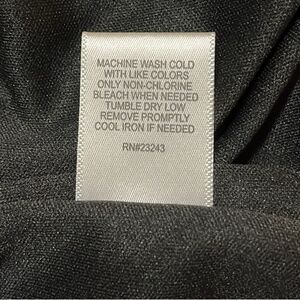 MACHINE WASH COLD
WITH LIKE COLORS
ONLY NON-CHLORINE
BLEACH WHEN NEEDED
TUMBLE DRY LOW
REMOVE PROMPTLY
COOL IRON IF NEEDED
RN#23243